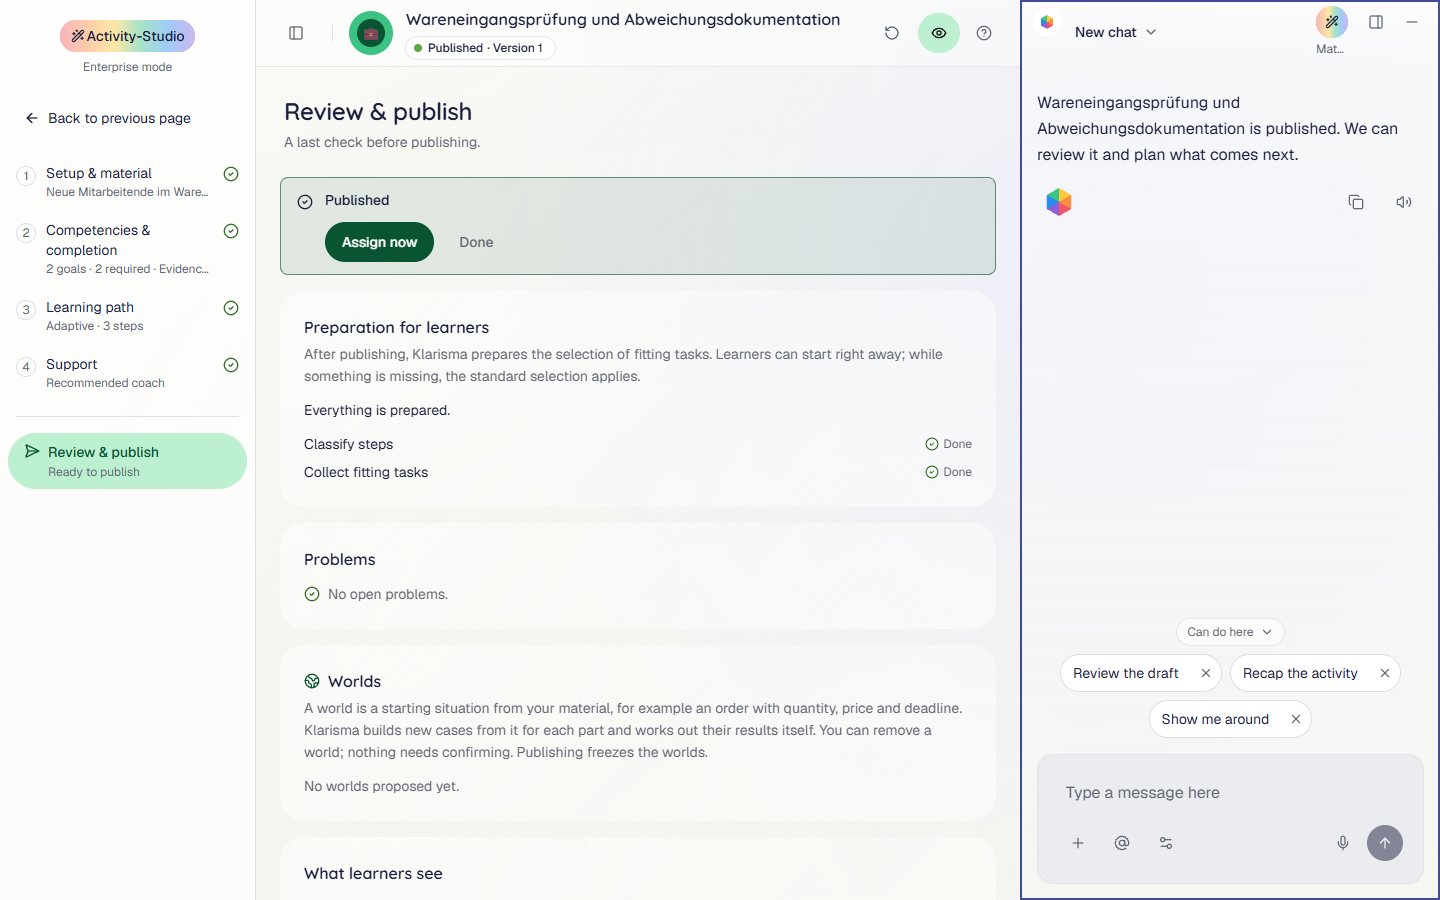 Activity-Studio
Enterprise mode
Back to previous page
1
Setup & material
Neue Mitarbeitende im Ware...
2
Competencies &
completion
2 goals · 2 required · Evidenc...
3
Learning path
Adaptive · 3 steps
4
Support
Recommended coach
Review & publish
Ready to publish
Wareneingangsprüfung und Abweichungsdokumentation
Published · Version 1
Review & publish
A last check before publishing.
Published
Assign now
Done
Preparation for learners
After publishing, Klarisma prepares the selection of fitting tasks. Learners can start right away; while
something is missing, the standard selection applies.
Everything is prepared.
Classify steps
Done
Collect fitting tasks
Done
Problems
No open problems.
Worlds
A world is a starting situation from your material, for example an order with quantity, price and deadline.
Klarisma builds new cases from it for each part and works out their results itself. You can remove a
world; nothing needs confirming. Publishing freezes the worlds.
No worlds proposed yet.
What learners see
New chat
Mat...
Wareneingangsprüfung und
Abweichungsdokumentation is published. We can
review it and plan what comes next.
Can do here
Review the draft
Recap the activity
Show me around
Type a message here